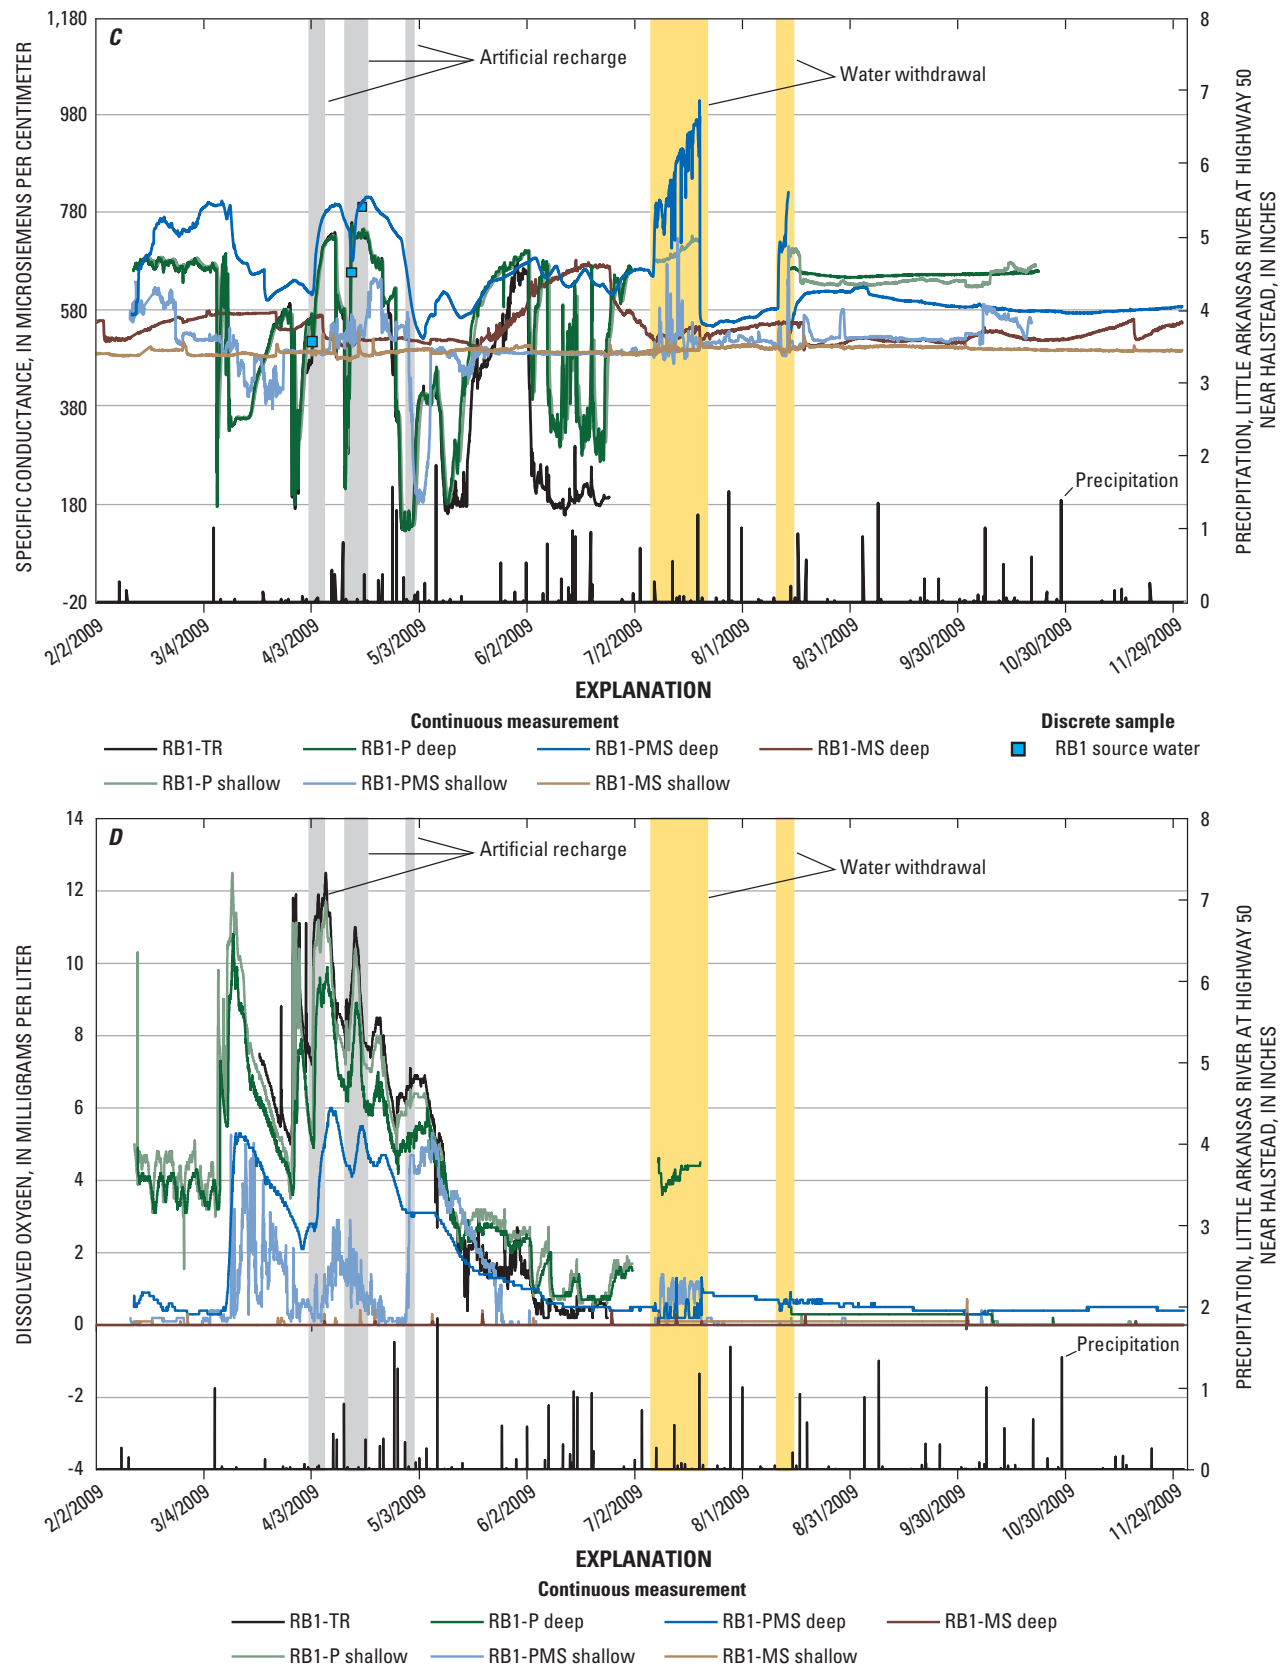 C
SPECIFIC CONDUCTANCE, IN MICROSIEMENS PER CENTIMETER
1,180
980
780
580
380
180
-20
Artificial recharge
Water withdrawal
Precipitation
8
7
6
5
4
3
2
1
0
PRECIPITATION, LITTLE ARKANSAS RIVER AT HIGHWAY 50
NEAR HALSTEAD, IN INCHES
2/2/2009 3/4/2009 4/3/2009 5/3/2009 6/2/2009 7/2/2009 8/1/2009 8/31/2009 9/30/2009 10/30/2009 11/29/2009
EXPLANATION
Continuous measurement Discrete sample
RB1-TR RB1-P deep RB1-PMS deep RB1-MS deep RB1 source water
RB1-P shallow RB1-PMS shallow RB1-MS shallow
D
DISSOLVED OXYGEN, IN MILLIGRAMS PER LITER
14
12
10
8
6
4
2
0
-2
-4
Artificial recharge
Water withdrawal
Precipitation
8
7
6
5
4
3
2
1
0
PRECIPITATION, LITTLE ARKANSAS RIVER AT HIGHWAY 50
NEAR HALSTEAD, IN INCHES
2/2/2009 3/4/2009 4/3/2009 5/3/2009 6/2/2009 7/2/2009 8/1/2009 8/31/2009 9/30/2009 10/30/2009 11/29/2009
EXPLANATION
Continuous measurement
RB1-TR RB1-P deep RB1-PMS deep RB1-MS deep
RB1-P shallow RB1-PMS shallow RB1-MS shallow